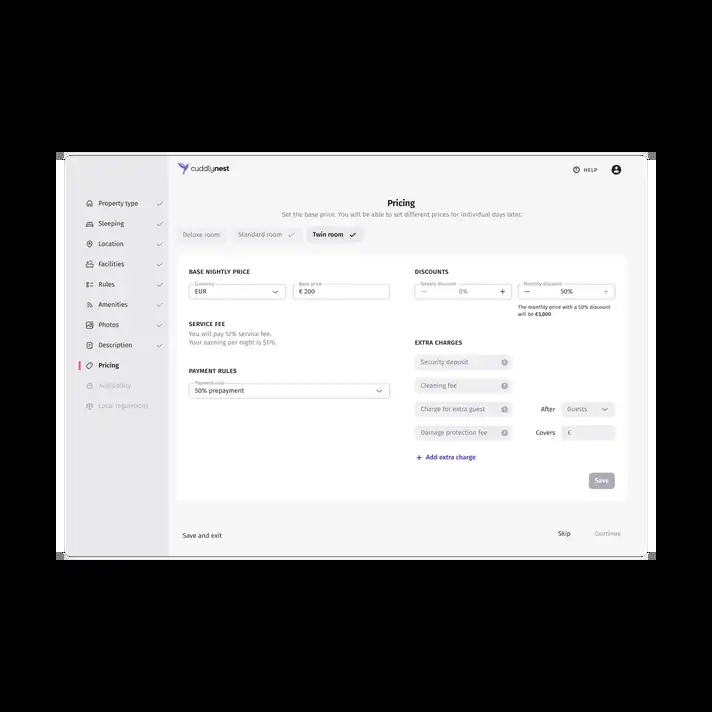 cuddlynest
HELP
Property type
Sleeping
Location
Facilities
Rules
Amenities
Photos
Description
Pricing
Availability
Local regulations
Pricing
Set the base price. You will be able to set different prices for individual days later.
Deluxe room
Standard room
Twin room
BASE NIGHTLY PRICE
Currency
EUR
Base price
€ 200
SERVICE FEE
You will pay 12% service fee.
Your earning per night is $176.
PAYMENT RULES
Payment rule
50% prepayment
DISCOUNTS
Weekly discount
− 0% +
Monthly discount
− 50% +
The monthly price with a 50% discount
will be €3,000
EXTRA CHARGES
Security deposit
Cleaning fee
Charge for extra guest
After
Guests
Damage protection fee
Covers
€
+ Add extra charge
Save
Save and exit
Skip
Continue